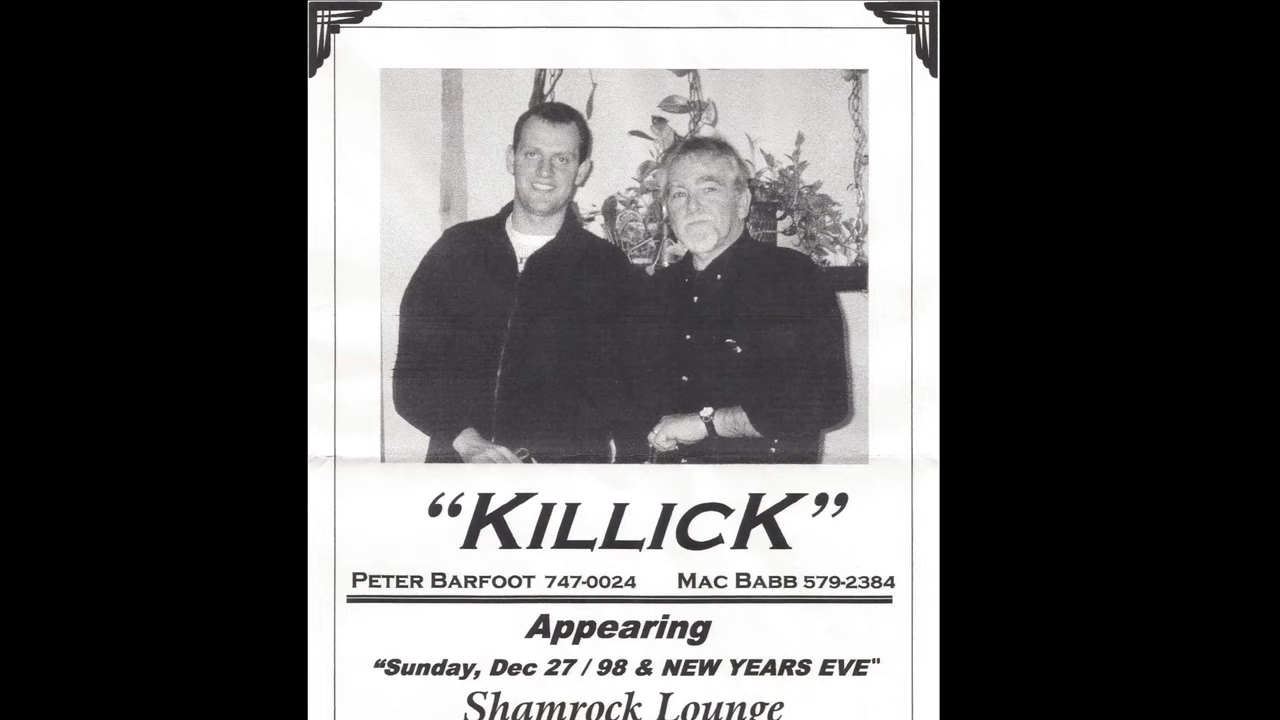 “KILLICK”
PETER BARFOOT 747-0024 MAC BABB 579-2384
Appearing
“Sunday, Dec 27 / 98 & NEW YEARS EVE"
Shamrock Lounge